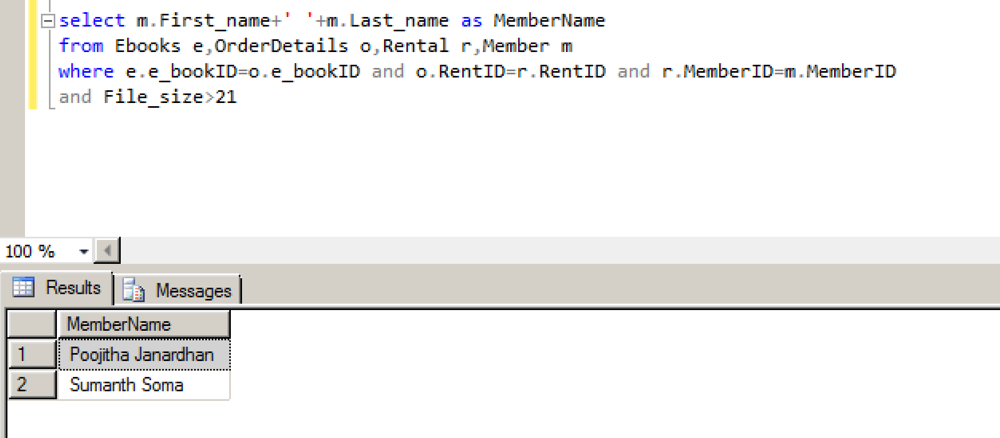 select m.First_name+' '+m.Last_name as MemberName
from Ebooks e,OrderDetails o,Rental r,Member m
where e.e_bookID=o.e_bookID and o.RentID=r.RentID and r.MemberID=m.MemberID
and File_size>21
100 %
Results Messages
MemberName
1 Poojitha Janardhan
2 Sumanth Soma